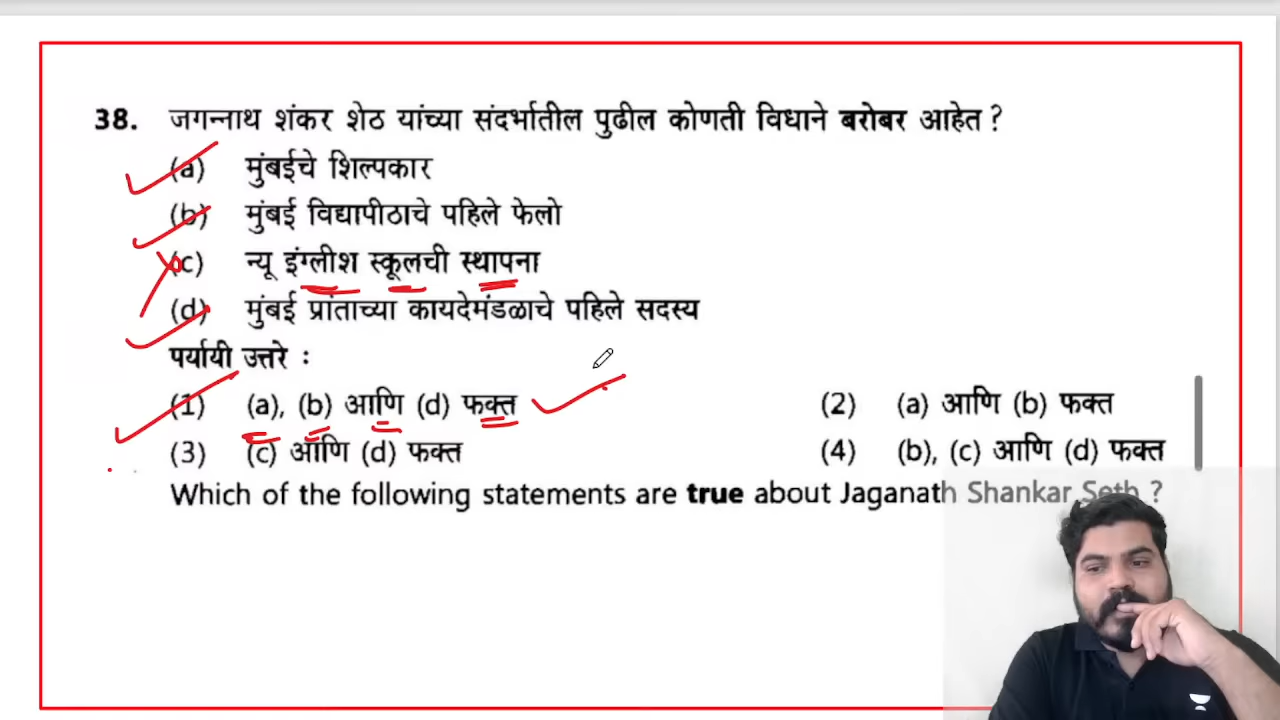 38. जगन्नाथ शंकर शेठ यांच्या संदर्भातील पुढील कोणती विधाने बरोबर आहेत ?
(a) मुंबईचे शिल्पकार
(b) मुंबई विद्यापीठाचे पहिले फेलो
(c) न्यू इंग्लीश स्कूलची स्थापना
(d) मुंबई प्रांताच्या कायदेमंडळाचे पहिले सदस्य
पर्यायी उत्तरे :
(1) (a), (b) आणि (d) फक्त (2) (a) आणि (b) फक्त
(3) (c) आणि (d) फक्त (4) (b), (c) आणि (d) फक्त
Which of the following statements are true about Jaganath Shankar Seth ?